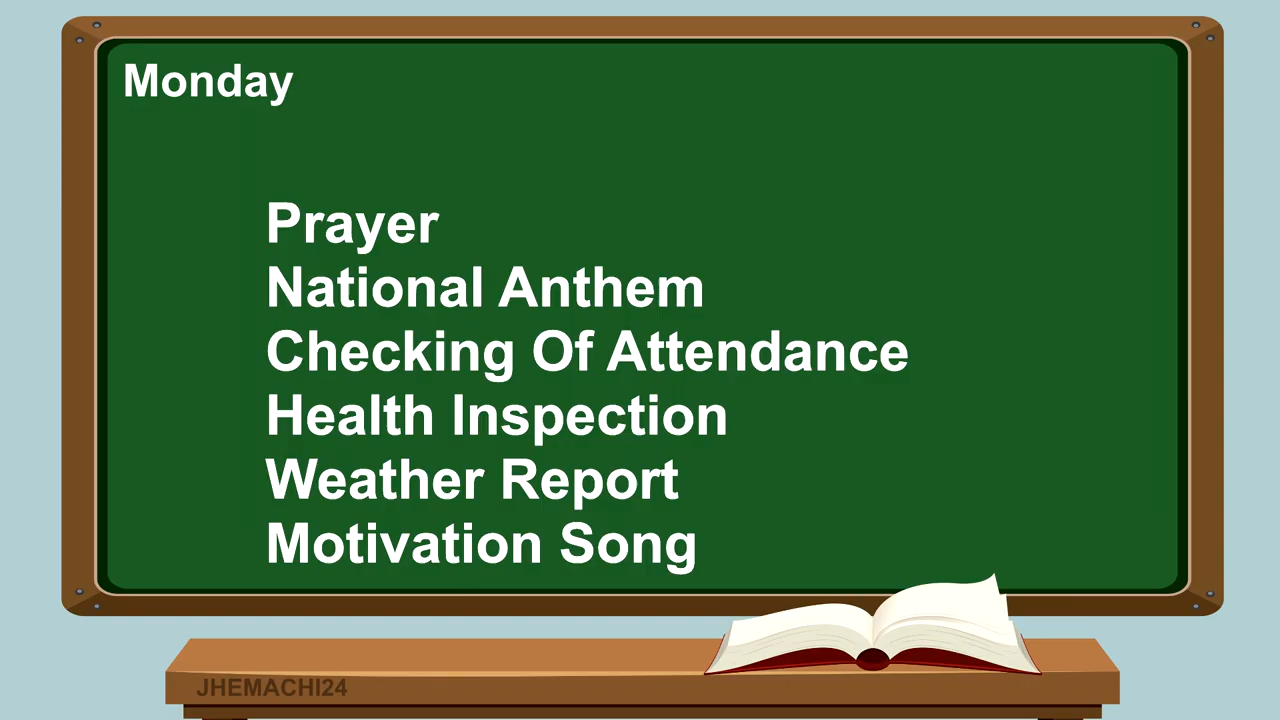 Monday
Prayer
National Anthem
Checking Of Attendance
Health Inspection
Weather Report
Motivation Song
JHEMACHI24